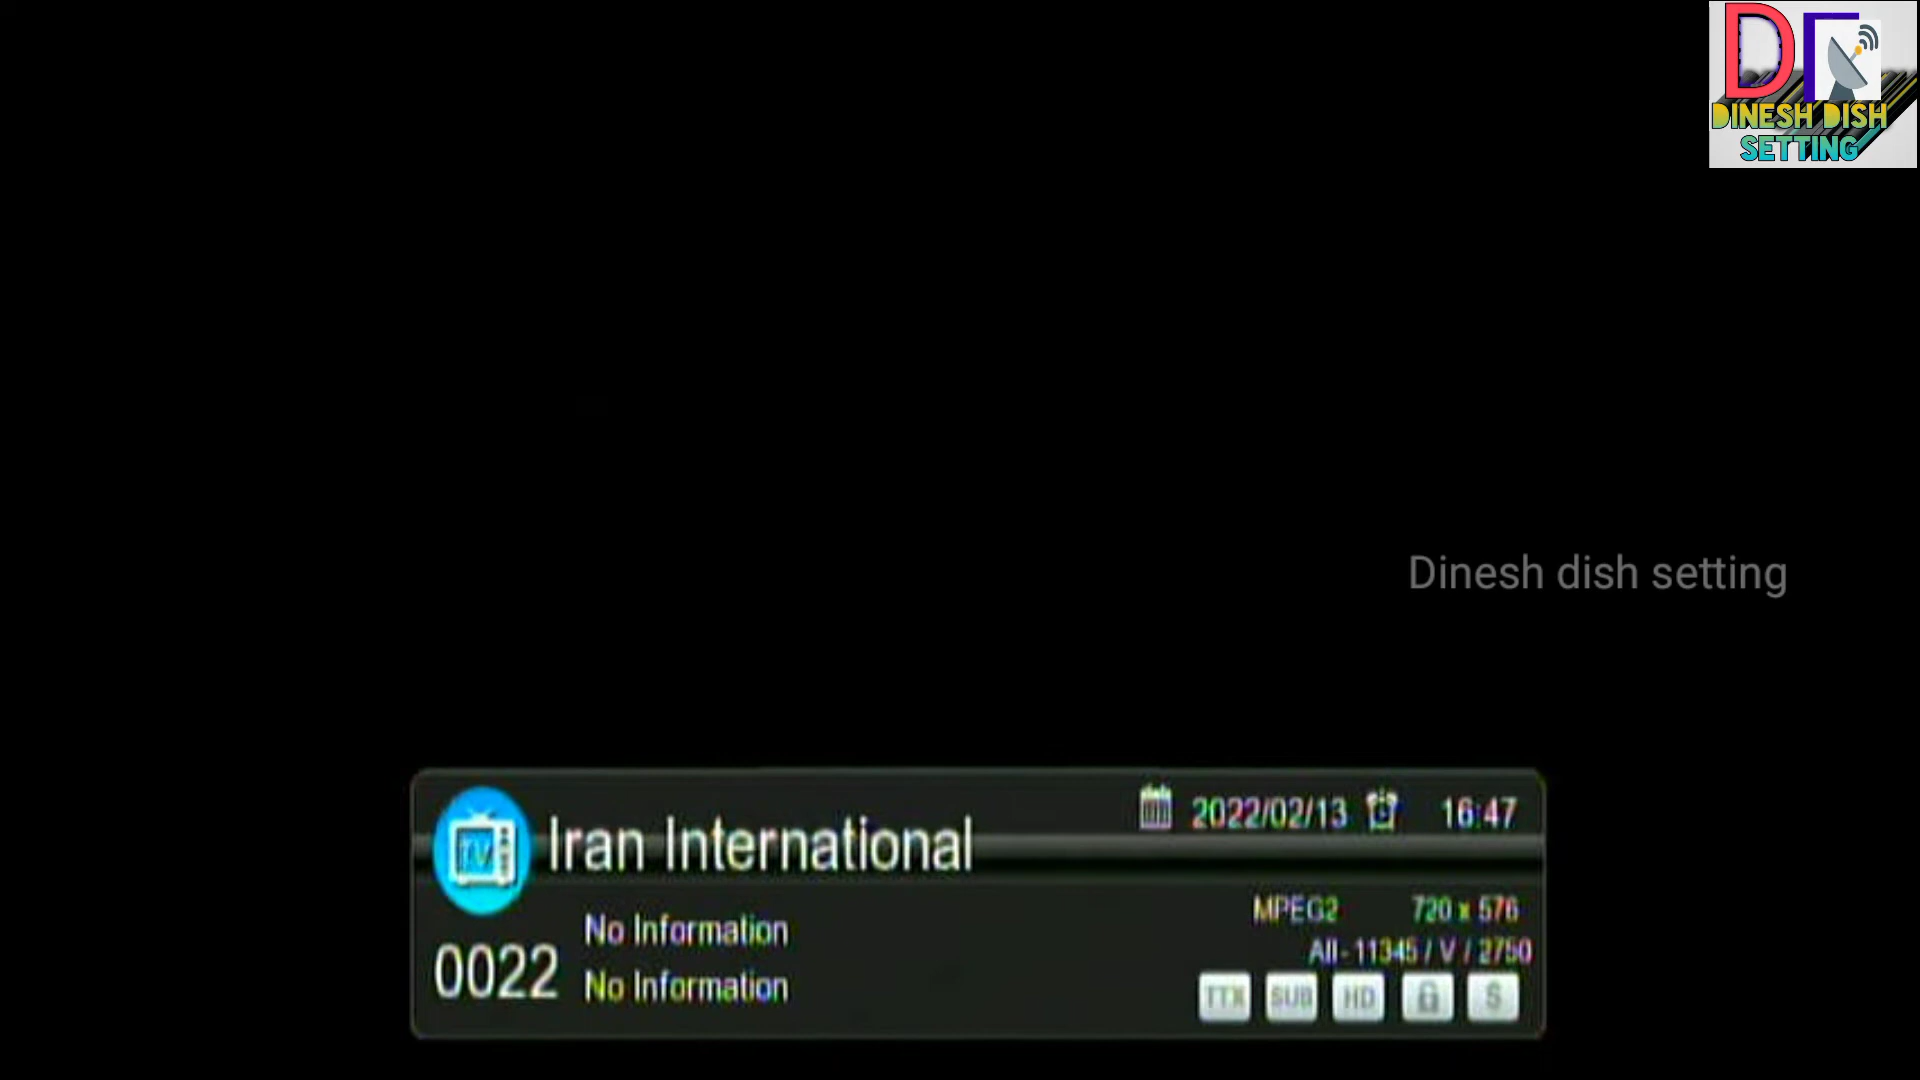 DF
DINESH DISH
SETTING
Dinesh dish setting
2022/02/13 16:47
Iran International
MPEG2 720 x 576
No Information
All - 11345 / V / 2750
0022
No Information
TTX SUB HD S